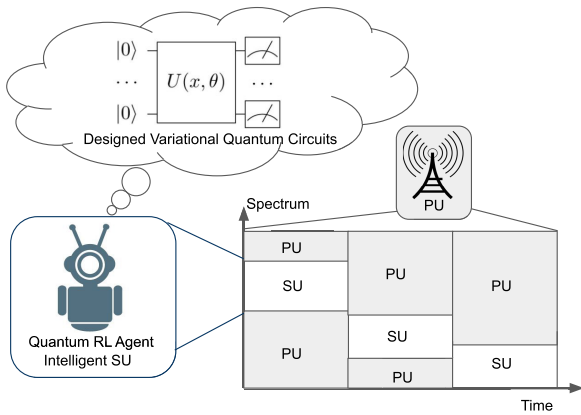 |0⟩
⋯
|0⟩
U(x, θ)
⋯
Designed Variational Quantum Circuits
PU
Spectrum
PU
SU
PU
PU
SU
PU
PU
SU
Quantum RL Agent
Intelligent SU
Time